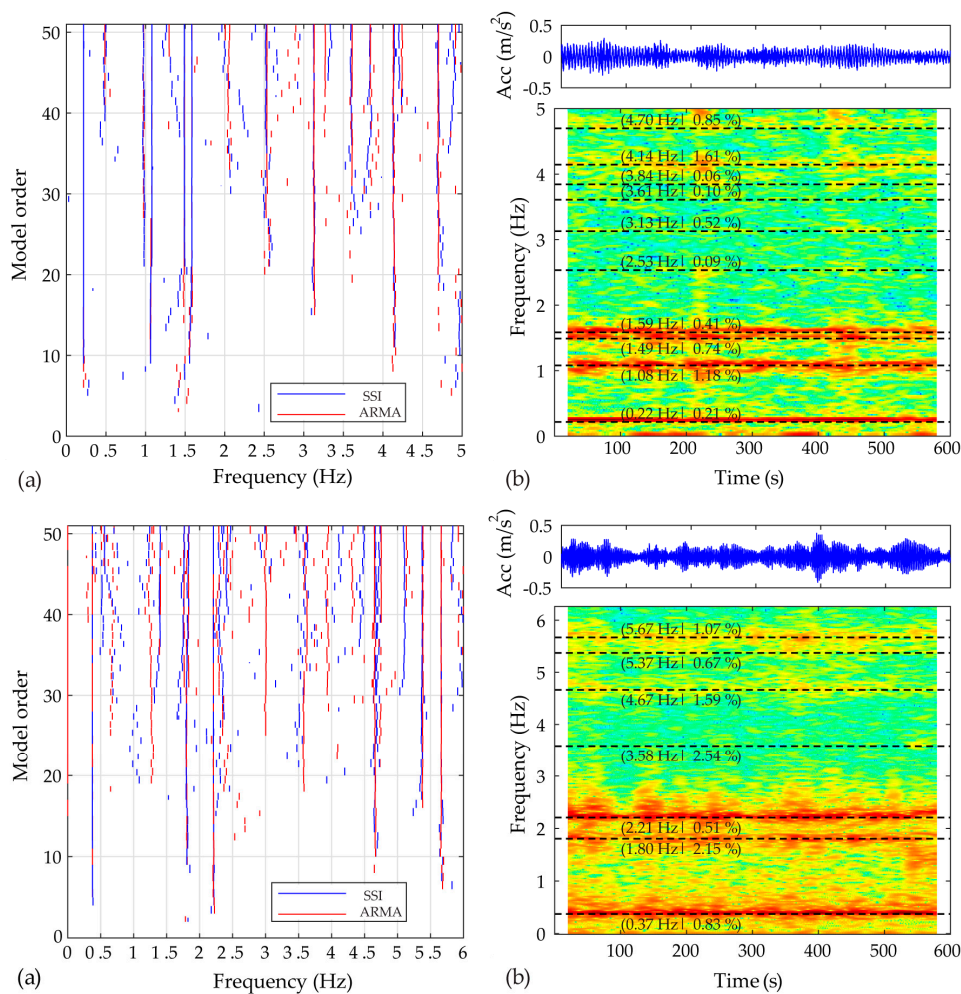 50
40
30
20
10
0
Model order
0 0.5 1 1.5 2 2.5 3 3.5 4 4.5 5
Frequency (Hz)
SSI
ARMA
(a)
0.5
0
-0.5
Acc (m/s²)
5
4
3
2
1
0
Frequency (Hz)
(4.70 Hz | 0.85 %)
(4.14 Hz | 1.61 %)
(3.84 Hz | 0.06 %)
(3.61 Hz | 0.10 %)
(3.13 Hz | 0.52 %)
(2.53 Hz | 0.09 %)
(1.59 Hz | 0.41 %)
(1.49 Hz | 0.74 %)
(1.08 Hz | 1.18 %)
(0.22 Hz | 0.21 %)
100 200 300 400 500 600
Time (s)
(b)
50
40
30
20
10
0
Model order
0 0.5 1 1.5 2 2.5 3 3.5 4 4.5 5 5.5 6
Frequency (Hz)
SSI
ARMA
(a)
0.5
0
-0.5
Acc (m/s²)
6
5
4
3
2
1
0
Frequency (Hz)
(5.67 Hz | 1.07 %)
(5.37 Hz | 0.67 %)
(4.67 Hz | 1.59 %)
(3.58 Hz | 2.54 %)
(2.21 Hz | 0.51 %)
(1.80 Hz | 2.15 %)
(0.37 Hz | 0.83 %)
100 200 300 400 500 600
Time (s)
(b)